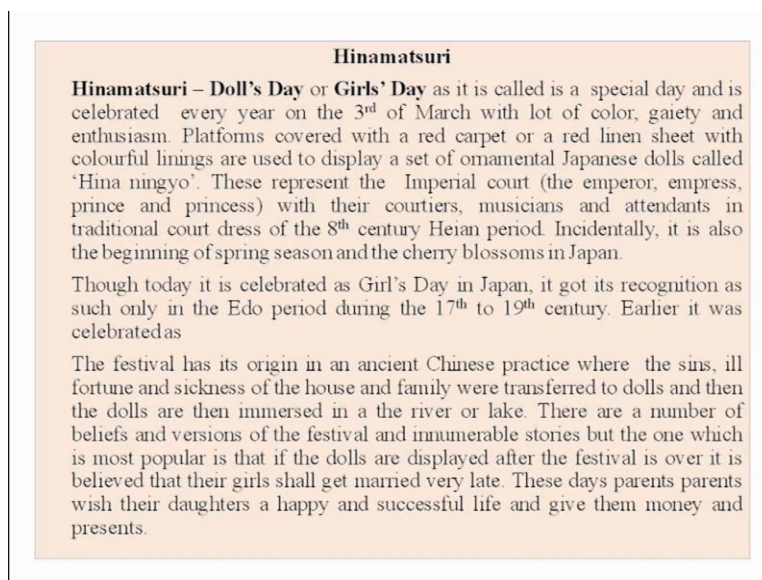 Hinamatsuri
Hinamatsuri – Doll's Day or Girls' Day as it is called is a special day and is
celebrated every year on the 3rd of March with lot of color, gaiety and
enthusiasm. Platforms covered with a red carpet or a red linen sheet with
colourful linings are used to display a set of ornamental Japanese dolls called
'Hina ningyo'. These represent the Imperial court (the emperor, empress,
prince and princess) with their courtiers, musicians and attendants in
traditional court dress of the 8th century Heian period. Incidentally, it is also
the beginning of spring season and the cherry blossoms in Japan.
Though today it is celebrated as Girl's Day in Japan, it got its recognition as
such only in the Edo period during the 17th to 19th century. Earlier it was
celebrated as
The festival has its origin in an ancient Chinese practice where the sins, ill
fortune and sickness of the house and family were transferred to dolls and then
the dolls are then immersed in a the river or lake. There are a number of
beliefs and versions of the festival and innumerable stories but the one which
is most popular is that if the dolls are displayed after the festival is over it is
believed that their girls shall get married very late. These days parents parents
wish their daughters a happy and successful life and give them money and
presents.